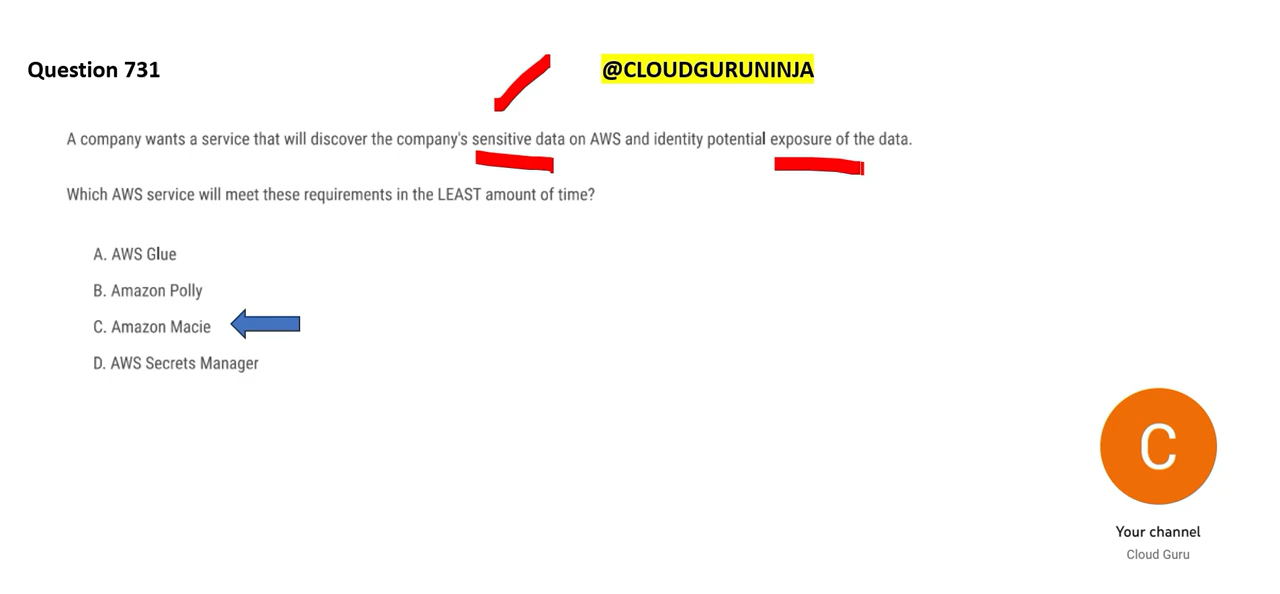 Question 731
@CLOUDGURUNINJA
A company wants a service that will discover the company's sensitive data on AWS and identity potential exposure of the data.
Which AWS service will meet these requirements in the LEAST amount of time?
A. AWS Glue
B. Amazon Polly
C. Amazon Macie
D. AWS Secrets Manager
C
Your channel
Cloud Guru